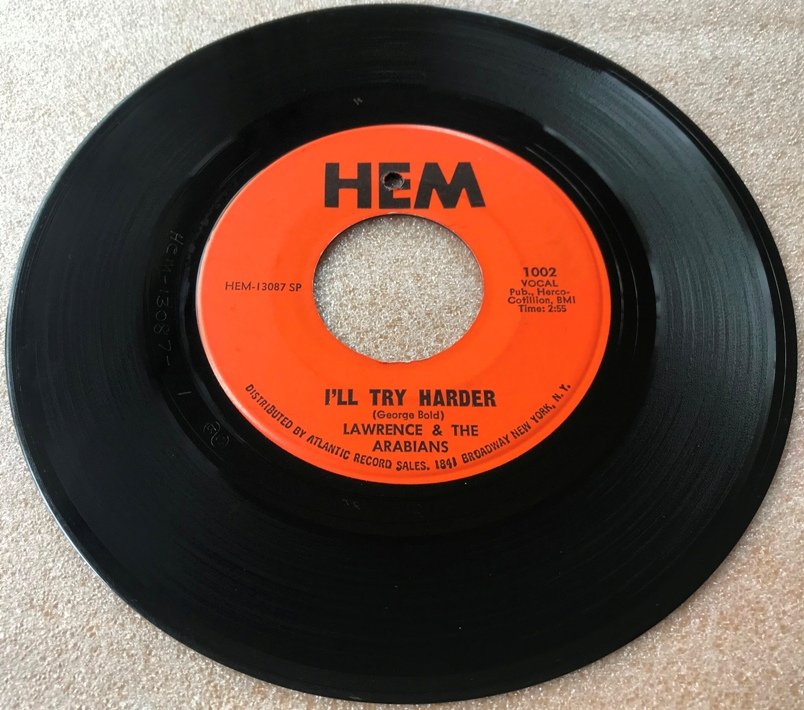 HEM
HEM-13087 SP
1002
VOCAL
Pub., Herco-
Cotillion, BMI
Time: 2:55
I'LL TRY HARDER
(George Bold)
LAWRENCE & THE
ARABIANS
DISTRIBUTED BY ATLANTIC RECORD SALES, 1841 BROADWAY NEW YORK, N. Y.
HEM-13087-1